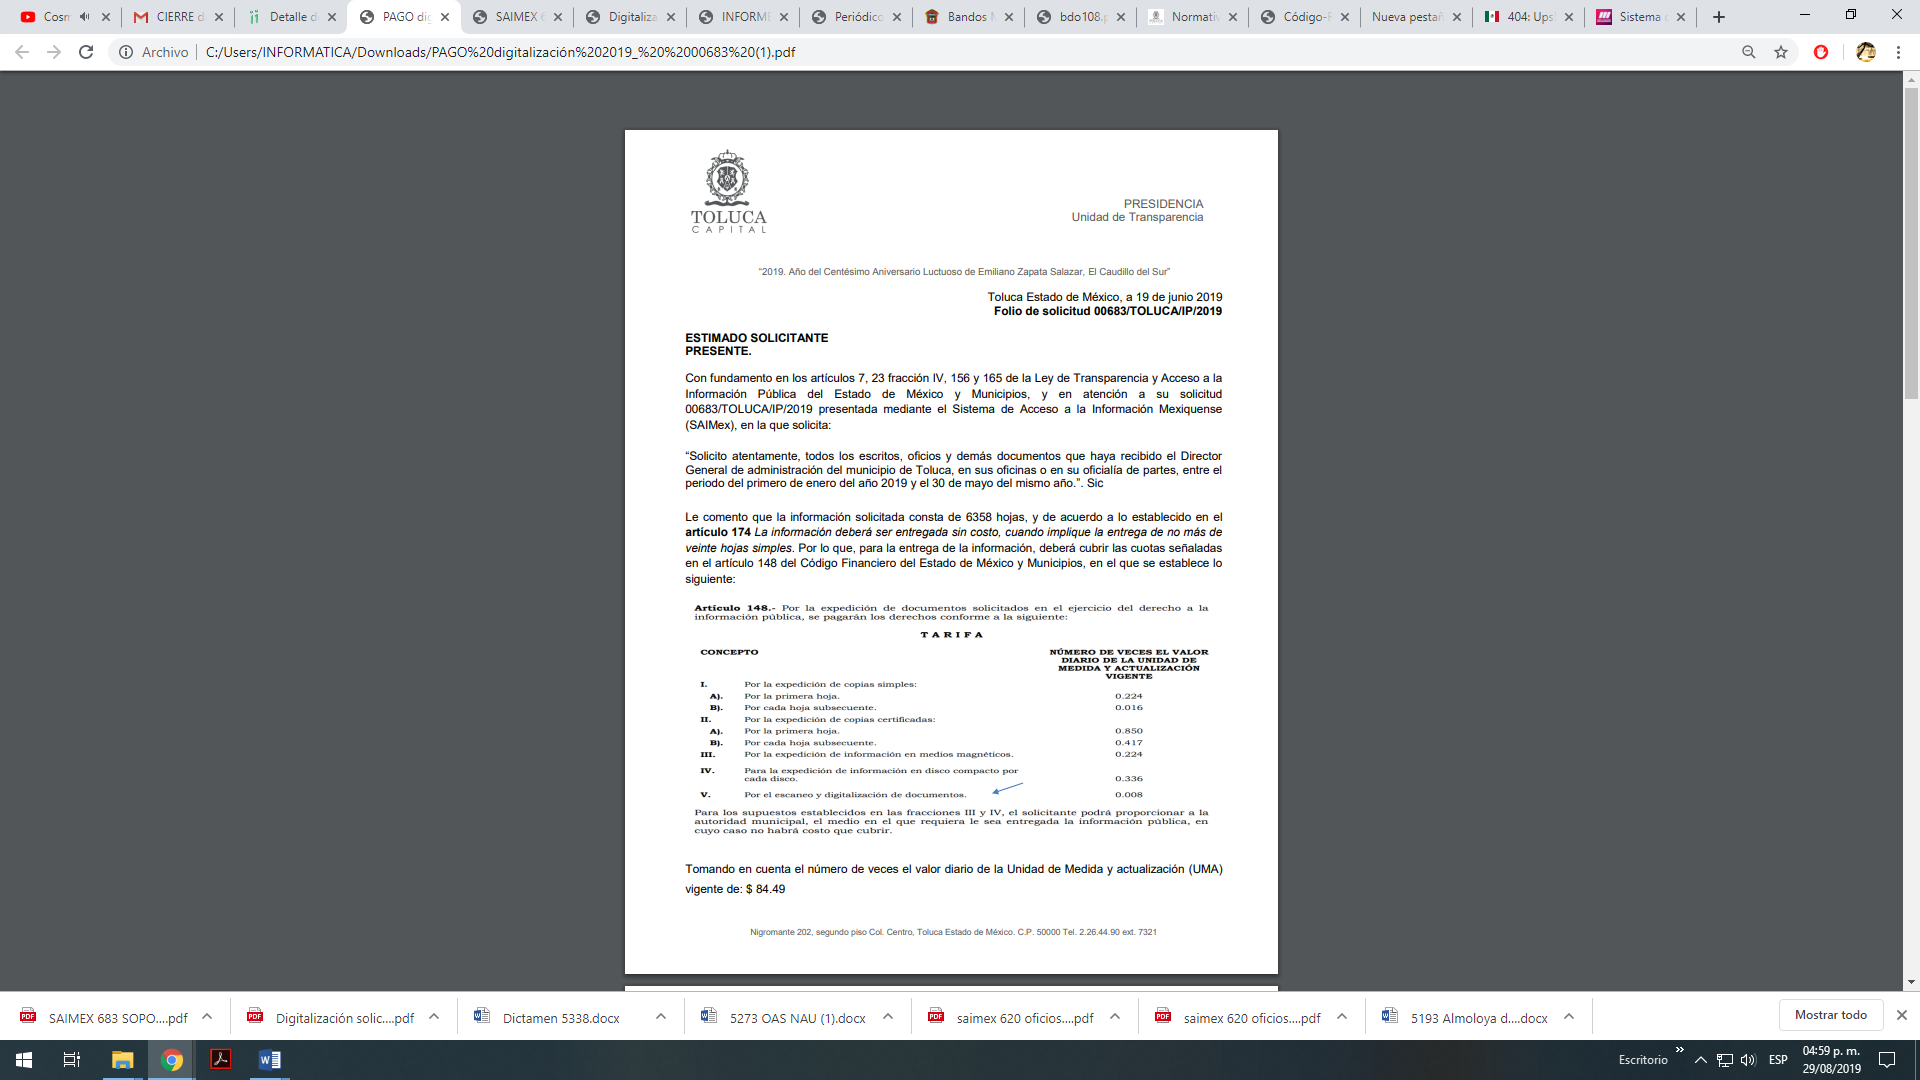 Cosm
CIERRE d
Detalle d
PAGO dig
SAIMEX 6
Digitaliza
INFORME
Periódico
Bandos M
bdo108.p
Normativ
Código-F
Nueva pestañ
404: Ups!
Sistema d
Archivo
C:/Users/INFORMATICA/Downloads/PAGO%20digitalización%202019_%20%2000683%20(1).pdf
TOLUCA
CAPITAL
PRESIDENCIA
Unidad de Transparencia
“2019. Año del Centésimo Aniversario Luctuoso de Emiliano Zapata Salazar, El Caudillo del Sur”
Toluca Estado de México, a 19 de junio 2019
Folio de solicitud 00683/TOLUCA/IP/2019
ESTIMADO SOLICITANTE
PRESENTE.
Con fundamento en los artículos 7, 23 fracción IV, 156 y 165 de la Ley de Transparencia y Acceso a la
Información Pública del Estado de México y Municipios, y en atención a su solicitud
00683/TOLUCA/IP/2019 presentada mediante el Sistema de Acceso a la Información Mexiquense
(SAIMex), en la que solicita:
“Solicito atentamente, todos los escritos, oficios y demás documentos que haya recibido el Director
General de administración del municipio de Toluca, en sus oficinas o en su oficialía de partes, entre el
periodo del primero de enero del año 2019 y el 30 de mayo del mismo año.”. Sic
Le comento que la información solicitada consta de 6358 hojas, y de acuerdo a lo establecido en el
artículo 174 La información deberá ser entregada sin costo, cuando implique la entrega de no más de
veinte hojas simples. Por lo que, para la entrega de la información, deberá cubrir las cuotas señaladas
en el artículo 148 del Código Financiero del Estado de México y Municipios, en el que se establece lo
siguiente:
Artículo 148.- Por la expedición de documentos solicitados en el ejercicio del derecho a la
información pública, se pagarán los derechos conforme a la siguiente:
T A R I F A
CONCEPTO
NÚMERO DE VECES EL VALOR
DIARIO DE LA UNIDAD DE
MEDIDA Y ACTUALIZACIÓN
VIGENTE
I. Por la expedición de copias simples:
A). Por la primera hoja. 0.224
B). Por cada hoja subsecuente. 0.016
II. Por la expedición de copias certificadas:
A). Por la primera hoja. 0.850
B). Por cada hoja subsecuente. 0.417
III. Por la expedición de información en medios magnéticos. 0.224
IV. Para la expedición de información en disco compacto por
cada disco. 0.336
V. Por el escaneo y digitalización de documentos. 0.008
Para los supuestos establecidos en las fracciones III y IV, el solicitante podrá proporcionar a la
autoridad municipal, el medio en el que requiera le sea entregada la información pública, en
cuyo caso no habrá costo que cubrir.
Tomando en cuenta el número de veces el valor diario de la Unidad de Medida y actualización (UMA)
vigente de: $ 84.49
Nigromante 202, segundo piso Col. Centro, Toluca Estado de México. C.P. 50000 Tel. 2.26.44.90 ext. 7321
SAIMEX 683 SOPO....pdf
Digitalización solic....pdf
Dictamen 5338.docx
5273 OAS NAU (1).docx
saimex 620 oficios....pdf
saimex 620 oficios....pdf
5193 Almoloya d....docx
Mostrar todo
Escritorio
ESP
04:59 p. m.
29/08/2019